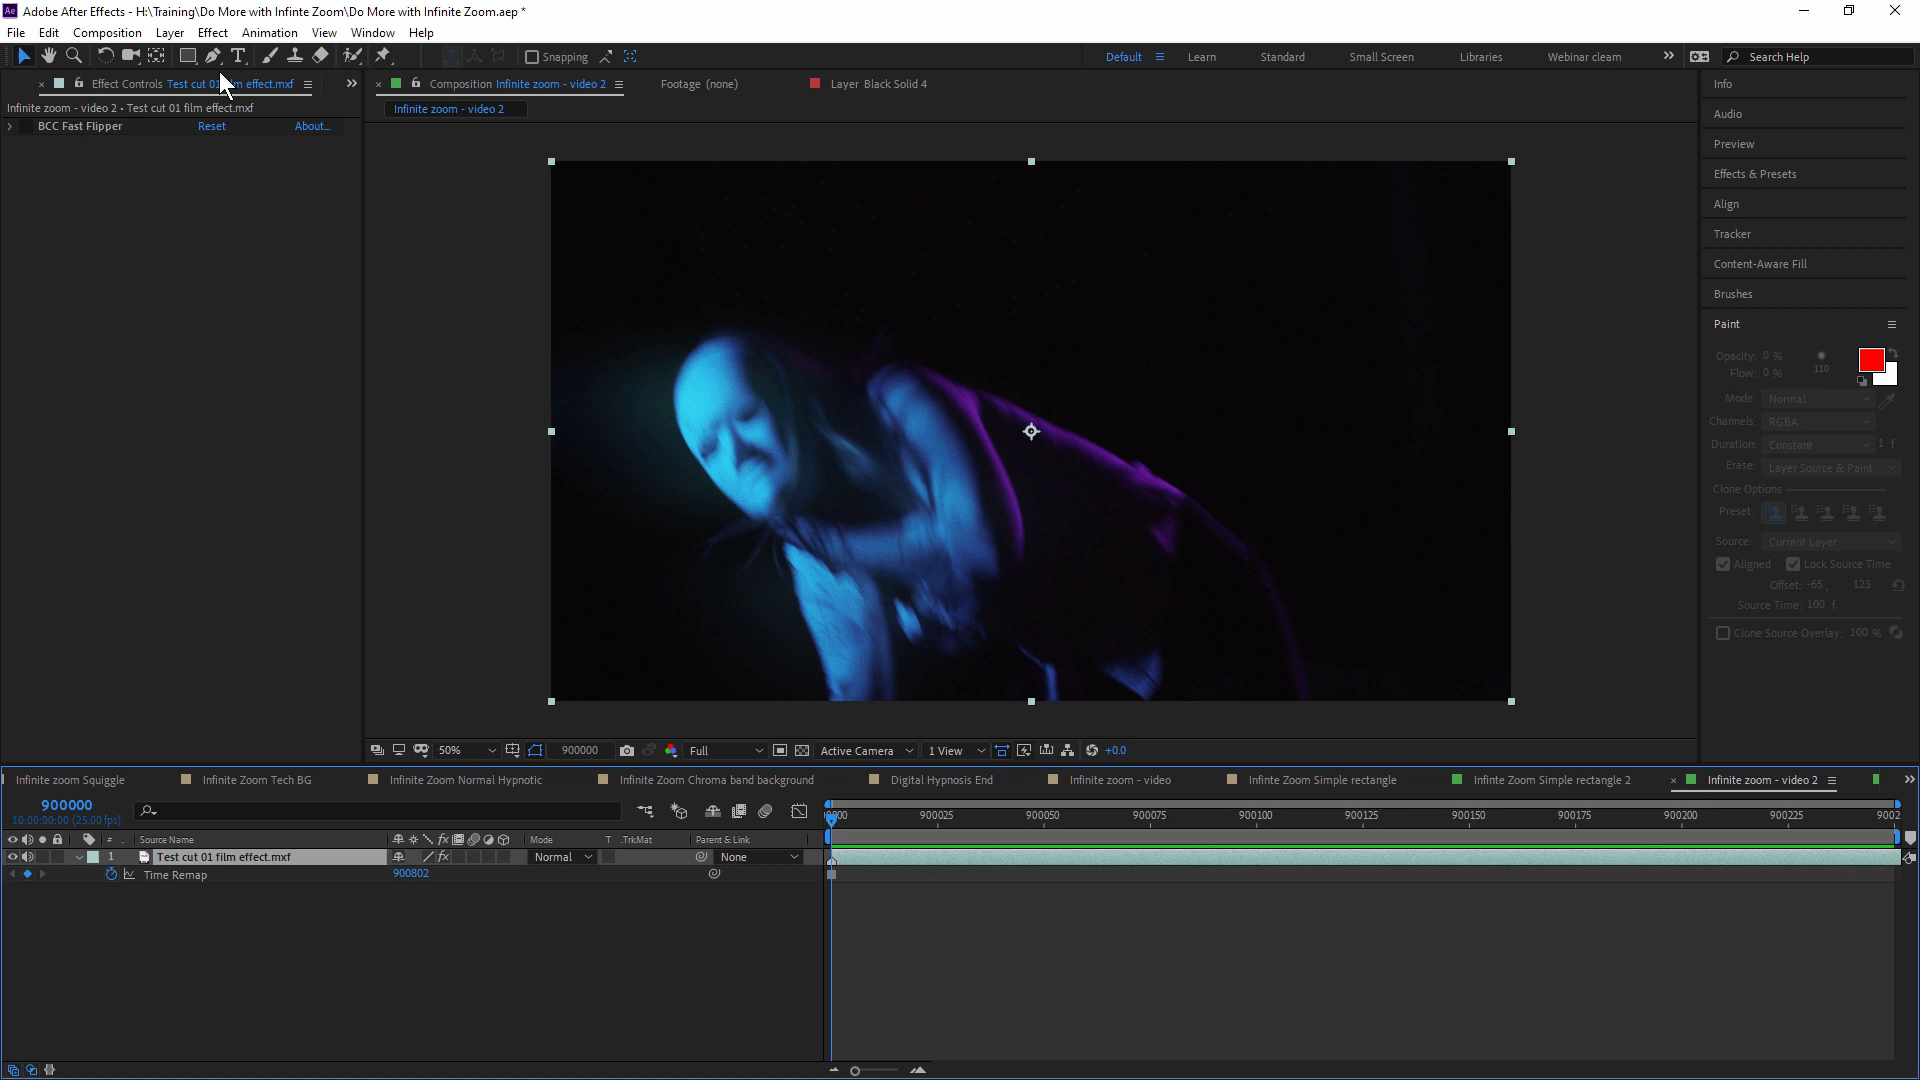 Ae Adobe After Effects - H:\Training\Do More with Infinte Zoom\Do More with Infinite Zoom.aep *
File Edit Composition Layer Effect Animation View Window Help
Snapping Default Learn Standard Small Screen Libraries Webinar cleam Search Help
Effect Controls Test cut 01 film effect.mxf
Composition Infinite zoom - video 2 Footage (none) Layer Black Solid 4
Infinite zoom - video 2 • Test cut 01 film effect.mxf
Infinite zoom - video 2
BCC Fast Flipper Reset About...
Info
Audio
Preview
Effects & Presets
Align
Tracker
Content-Aware Fill
Brushes
Paint
Opacity: 0 %
Flow: 0 % 110
Mode: Normal
Channels: RGBA
Duration: Constant 1 f
Erase: Layer Source & Paint
Clone Options
Preset:
Source: Current Layer
Aligned Lock Source Time
Offset: -65 , 123
Source Time: 100 f
Clone Source Overlay: 100 %
50% 900000 Full Active Camera 1 View +0.0
Infinite zoom Squiggle Infinite Zoom Tech BG Infinite Zoom Normal Hypnotic Infinite Zoom Chroma band background Digital Hypnosis End Infinite zoom - video Infinte Zoom Simple rectangle Infinte Zoom Simple rectangle 2 Infinite zoom - video 2
900000
10:00:00:00 (25.00 fps)
0000 900025 900050 900075 900100 900125 900150 900175 900200 900225 9002
# Source Name fx Mode T .TrkMat Parent & Link
1 Test cut 01 film effect.mxf fx Normal None
Time Remap 900802